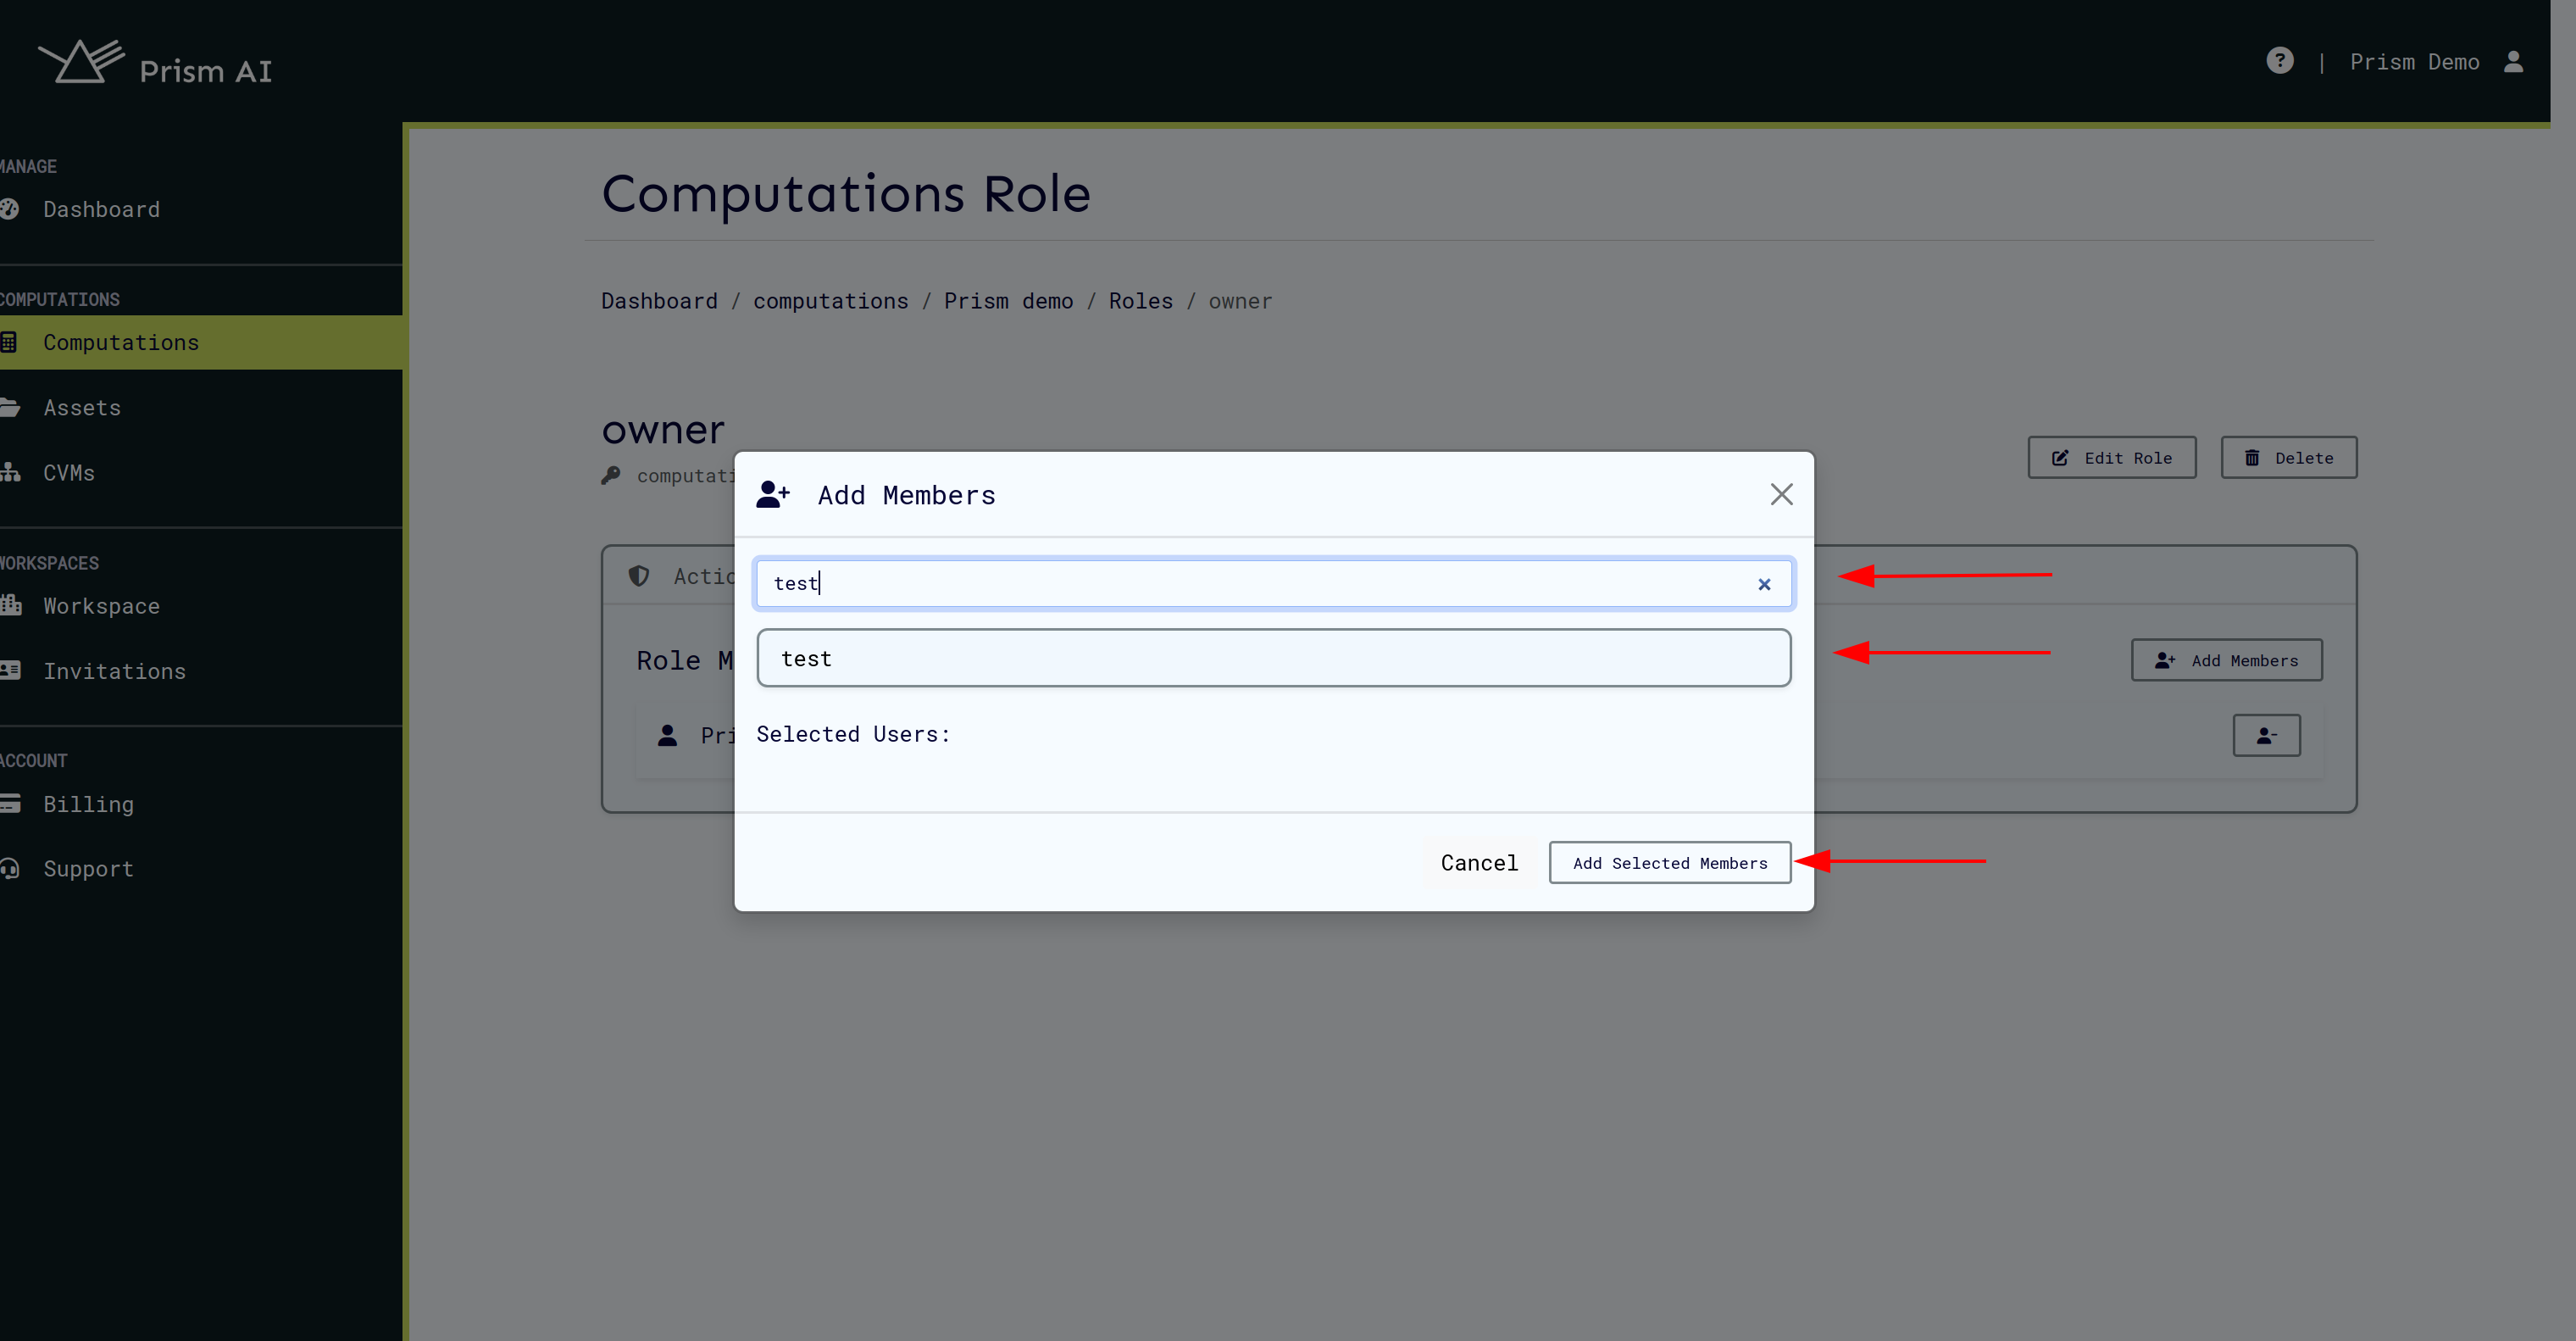 Prism AI
? | Prism Demo
MANAGE
Dashboard
COMPUTATIONS
Computations
Assets
CVMs
WORKSPACES
Workspace
Invitations
ACCOUNT
Billing
Support
Computations Role
Dashboard / computations / Prism demo / Roles / owner
owner
computati
Edit Role
Delete
Actio
Role M
Add Members
Pri
Add Members
test
test
Selected Users:
Cancel
Add Selected Members